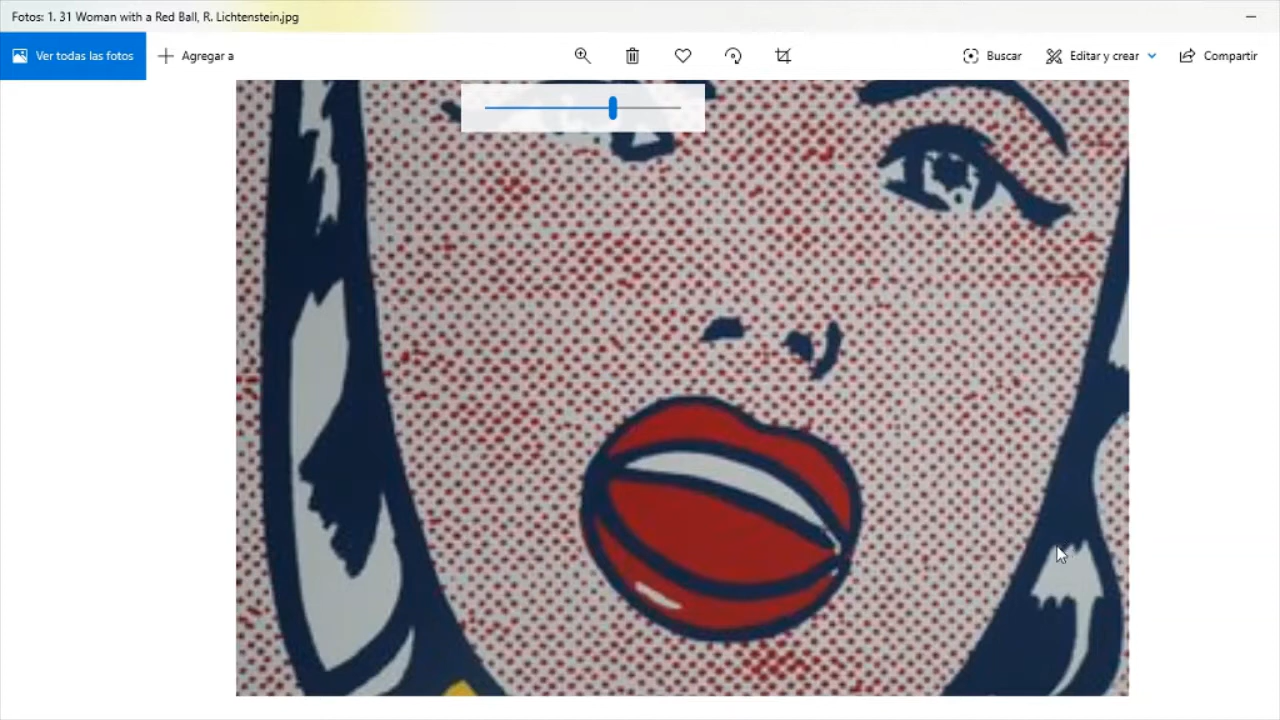 Fotos: 1. 31 Woman with a Red Ball, R. Lichtenstein.jpg
Ver todas las fotos
Agregar a
Buscar
Editar y crear
Compartir